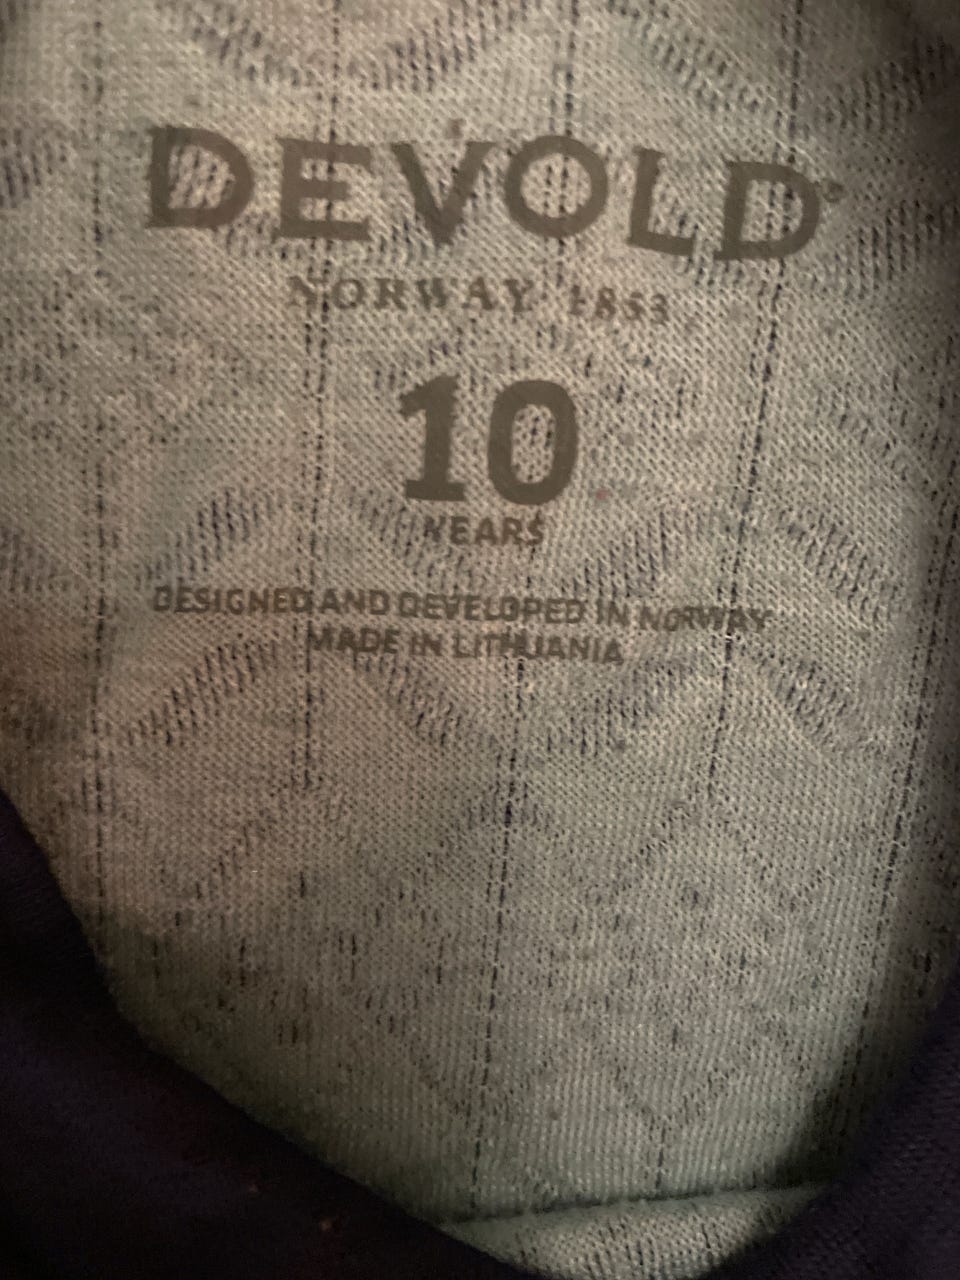 DEVOLD®
NORWAY 1853
10
YEARS
DESIGNED AND DEVELOPED IN NORWAY
MADE IN LITHUANIA